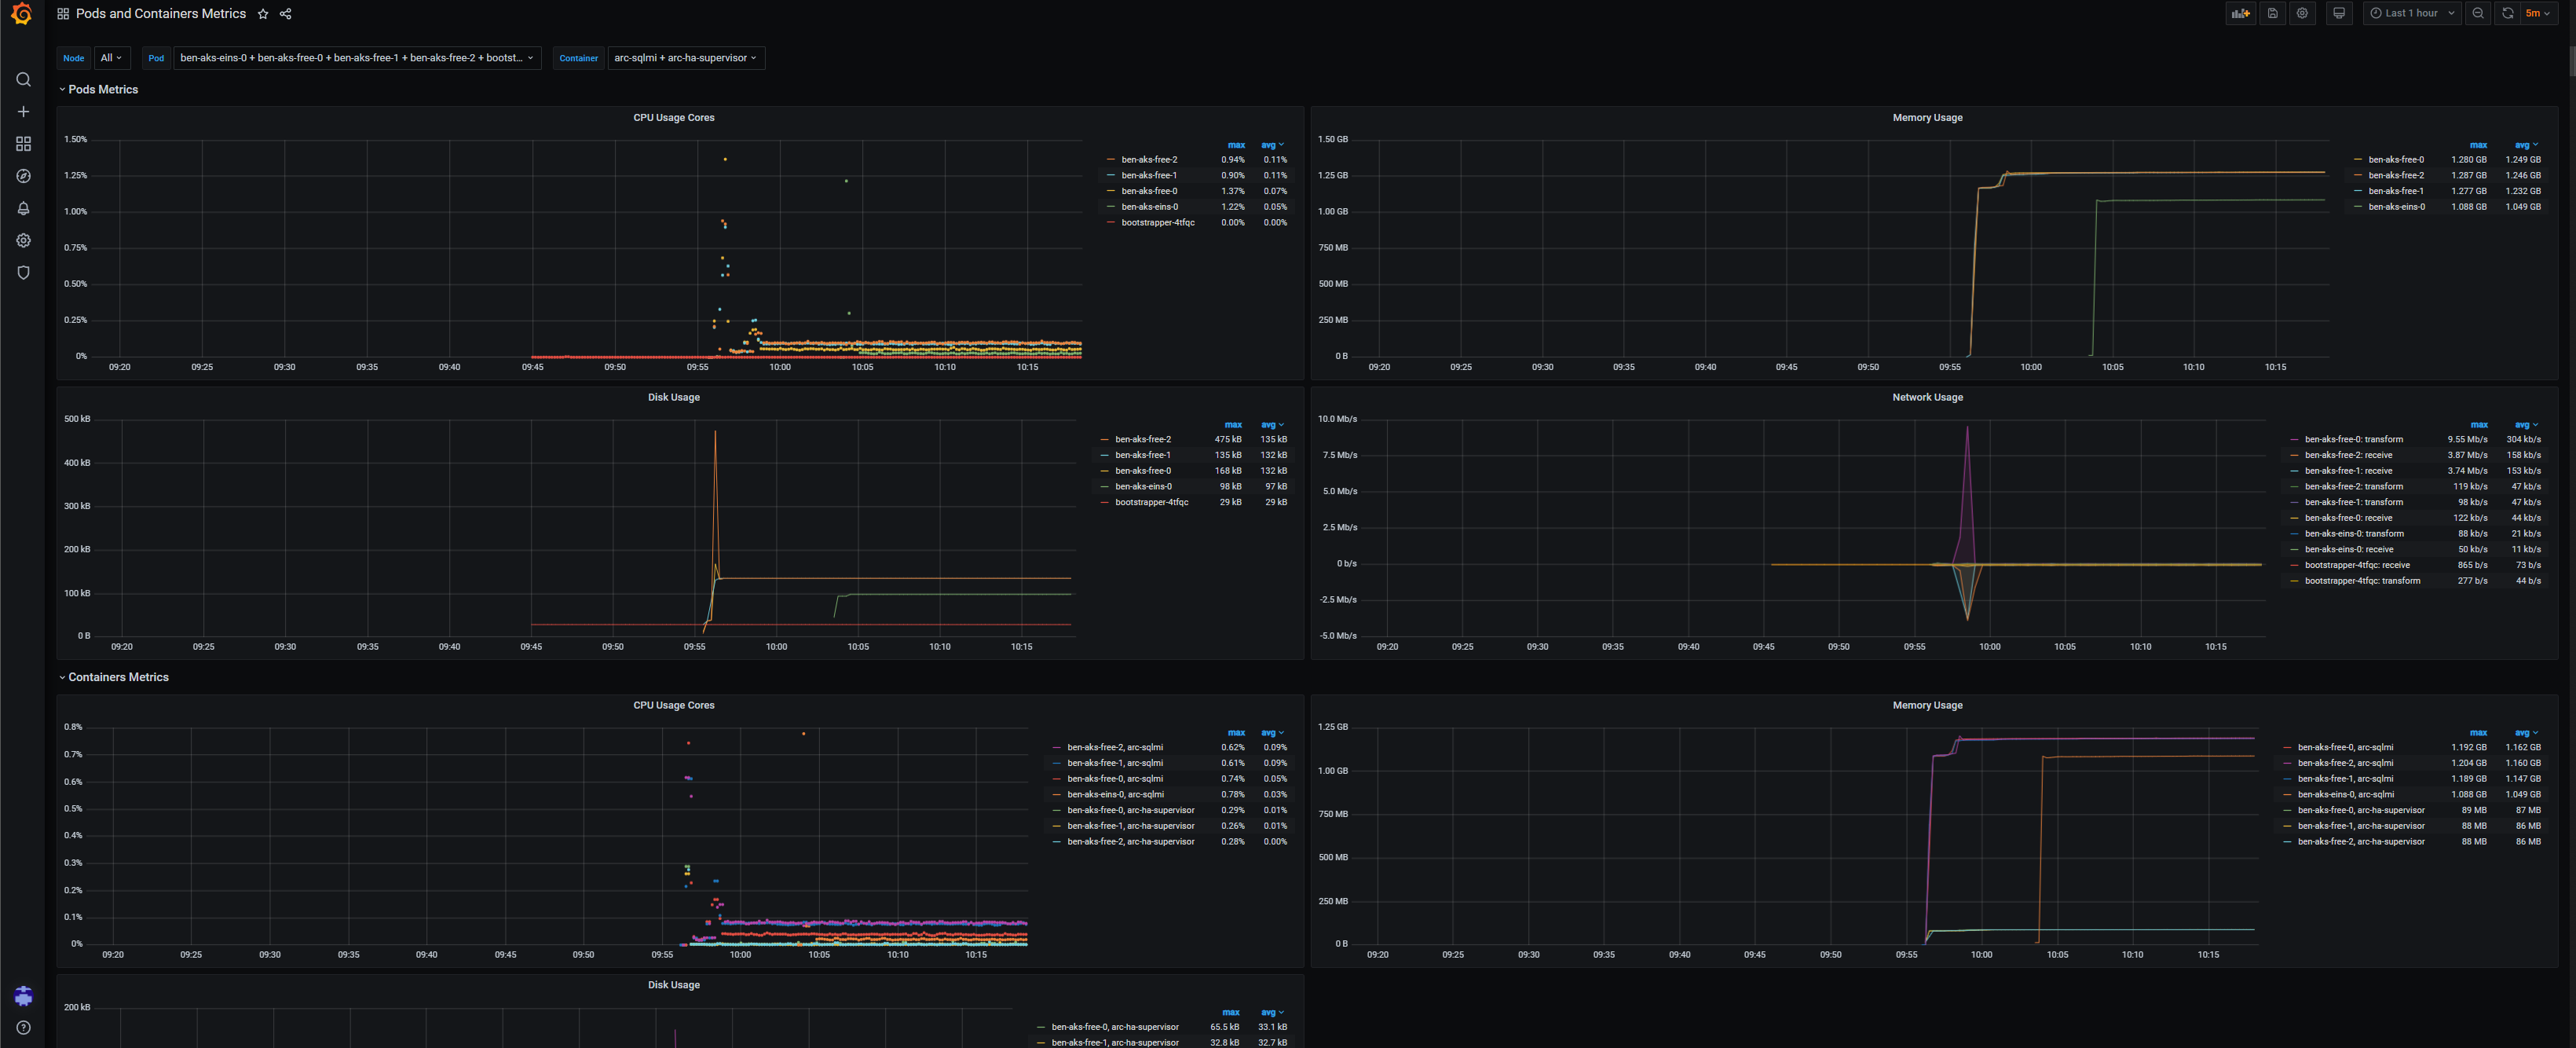 Pods and Containers Metrics
Last 1 hour
5m
Node
All
Pod
ben-aks-eins-0 + ben-aks-free-0 + ben-aks-free-1 + ben-aks-free-2 + bootst...
Container
arc-sqlmi + arc-ha-supervisor
Pods Metrics
CPU Usage Cores
1.50%
1.25%
1.00%
0.75%
0.50%
0.25%
0%
09:20 09:25 09:30 09:35 09:40 09:45 09:50 09:55 10:00 10:05 10:10 10:15
max avg
ben-aks-free-2 0.94% 0.11%
ben-aks-free-1 0.90% 0.11%
ben-aks-free-0 1.37% 0.07%
ben-aks-eins-0 1.22% 0.05%
bootstrapper-4tfqc 0.00% 0.00%
Memory Usage
1.50 GB
1.25 GB
1.00 GB
750 MB
500 MB
250 MB
0 B
09:20 09:25 09:30 09:35 09:40 09:45 09:50 09:55 10:00 10:05 10:10 10:15
max avg
ben-aks-free-0 1.280 GB 1.249 GB
ben-aks-free-2 1.287 GB 1.246 GB
ben-aks-free-1 1.277 GB 1.232 GB
ben-aks-eins-0 1.088 GB 1.049 GB
Disk Usage
500 kB
400 kB
300 kB
200 kB
100 kB
0 B
09:20 09:25 09:30 09:35 09:40 09:45 09:50 09:55 10:00 10:05 10:10 10:15
max avg
ben-aks-free-2 475 kB 135 kB
ben-aks-free-1 135 kB 132 kB
ben-aks-free-0 168 kB 132 kB
ben-aks-eins-0 98 kB 97 kB
bootstrapper-4tfqc 29 kB 29 kB
Network Usage
10.0 Mb/s
7.5 Mb/s
5.0 Mb/s
2.5 Mb/s
0 b/s
-2.5 Mb/s
-5.0 Mb/s
09:20 09:25 09:30 09:35 09:40 09:45 09:50 09:55 10:00 10:05 10:10 10:15
max avg
ben-aks-free-0: transform 9.55 Mb/s 304 kb/s
ben-aks-free-2: receive 3.87 Mb/s 158 kb/s
ben-aks-free-1: receive 3.74 Mb/s 153 kb/s
ben-aks-free-2: transform 119 kb/s 47 kb/s
ben-aks-free-1: transform 98 kb/s 47 kb/s
ben-aks-free-0: receive 122 kb/s 44 kb/s
ben-aks-eins-0: transform 88 kb/s 21 kb/s
ben-aks-eins-0: receive 50 kb/s 11 kb/s
bootstrapper-4tfqc: receive 865 b/s 73 b/s
bootstrapper-4tfqc: transform 277 b/s 44 b/s
Containers Metrics
CPU Usage Cores
0.8%
0.7%
0.6%
0.5%
0.4%
0.3%
0.2%
0.1%
0%
09:20 09:25 09:30 09:35 09:40 09:45 09:50 09:55 10:00 10:05 10:10 10:15
max avg
ben-aks-free-2, arc-sqlmi 0.62% 0.09%
ben-aks-free-1, arc-sqlmi 0.61% 0.09%
ben-aks-free-0, arc-sqlmi 0.74% 0.05%
ben-aks-eins-0, arc-sqlmi 0.78% 0.03%
ben-aks-free-0, arc-ha-supervisor 0.29% 0.01%
ben-aks-free-1, arc-ha-supervisor 0.26% 0.01%
ben-aks-free-2, arc-ha-supervisor 0.28% 0.00%
Memory Usage
1.25 GB
1.00 GB
750 MB
500 MB
250 MB
0 B
09:20 09:25 09:30 09:35 09:40 09:45 09:50 09:55 10:00 10:05 10:10 10:15
max avg
ben-aks-free-0, arc-sqlmi 1.192 GB 1.162 GB
ben-aks-free-2, arc-sqlmi 1.204 GB 1.160 GB
ben-aks-free-1, arc-sqlmi 1.189 GB 1.147 GB
ben-aks-eins-0, arc-sqlmi 1.088 GB 1.049 GB
ben-aks-free-0, arc-ha-supervisor 89 MB 87 MB
ben-aks-free-1, arc-ha-supervisor 88 MB 86 MB
ben-aks-free-2, arc-ha-supervisor 88 MB 86 MB
Disk Usage
200 kB
max avg
ben-aks-free-0, arc-ha-supervisor 65.5 kB 33.1 kB
ben-aks-free-1, arc-ha-supervisor 32.8 kB 32.7 kB